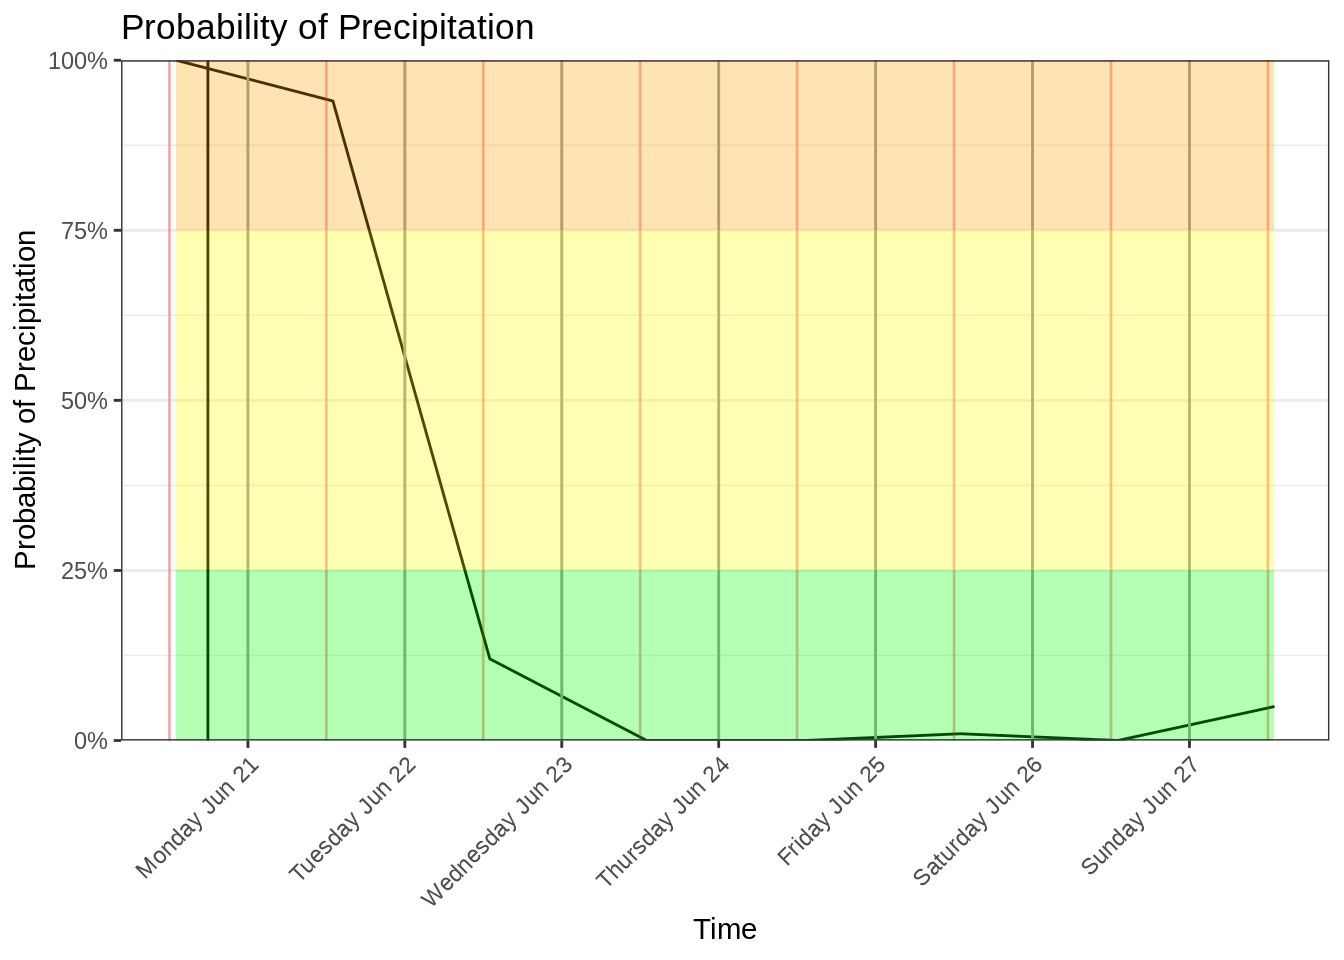 Probability of Precipitation
Probability of Precipitation
100%
75%
50%
25%
0%
Monday Jun 21
Tuesday Jun 22
Wednesday Jun 23
Thursday Jun 24
Friday Jun 25
Saturday Jun 26
Sunday Jun 27
Time